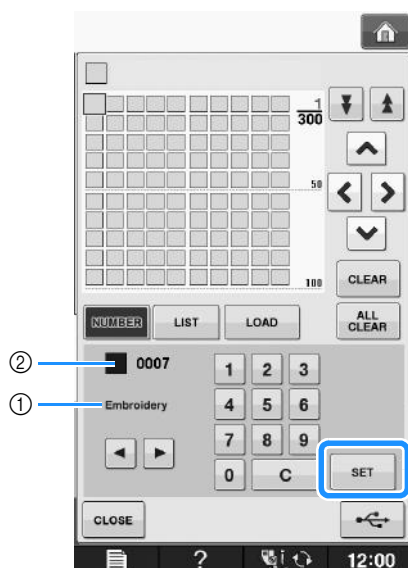 1
300
50
100
CLEAR
NUMBER LIST LOAD ALL CLEAR
② 0007 1 2 3
① Embroidery 4 5 6
7 8 9
0 C SET
CLOSE
? i 12:00